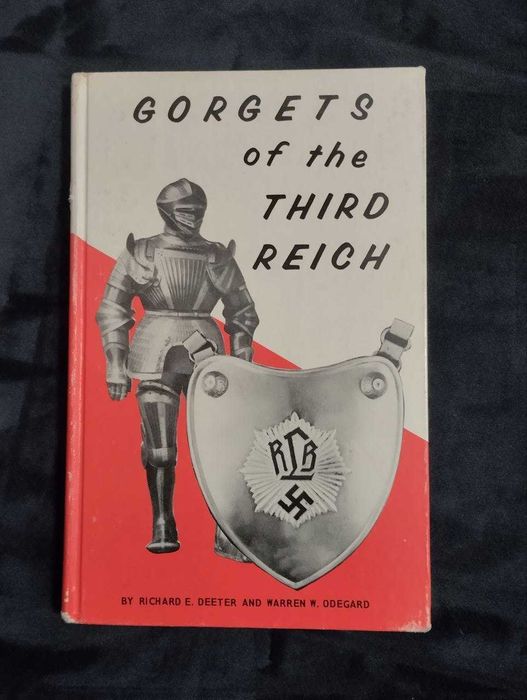 GORGETS
of the
THIRD
REICH
RLB
BY RICHARD E. DEETER AND WARREN W. ODEGARD